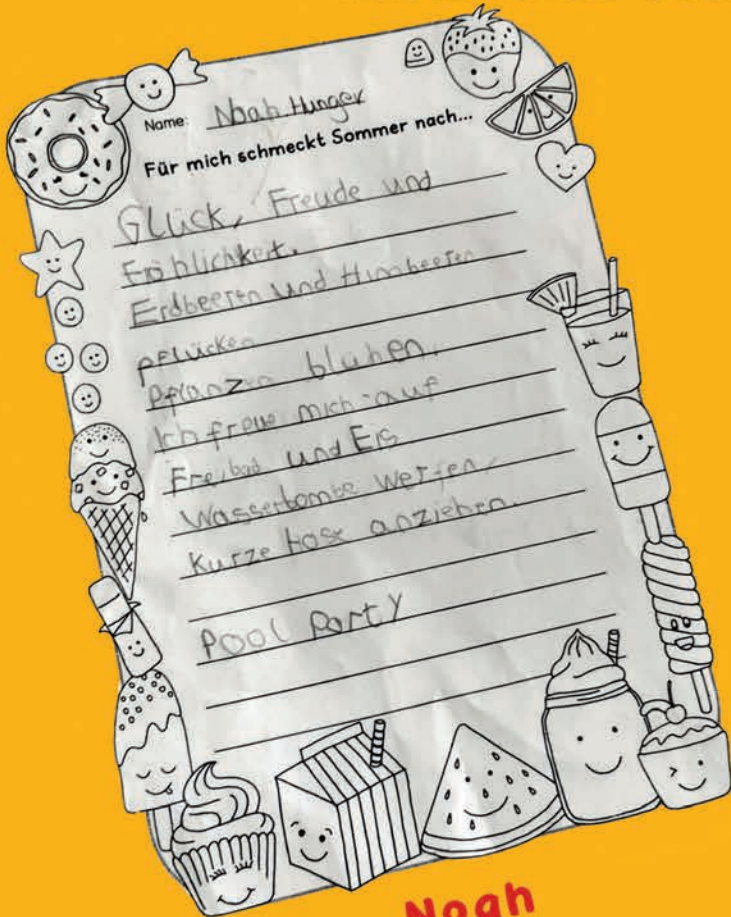 Name: Noah Hunger
Für mich schmeckt Sommer nach...
Glück, Freude und
Fröhlichkeit.
Erdbeeren und Himbeeren
pflücken
Pflanzen blühen.
Ich freue mich auf
Freibad und Eis
Wasserbombe werfen,
Kurze Hose anziehen.
Pool Party
Noah